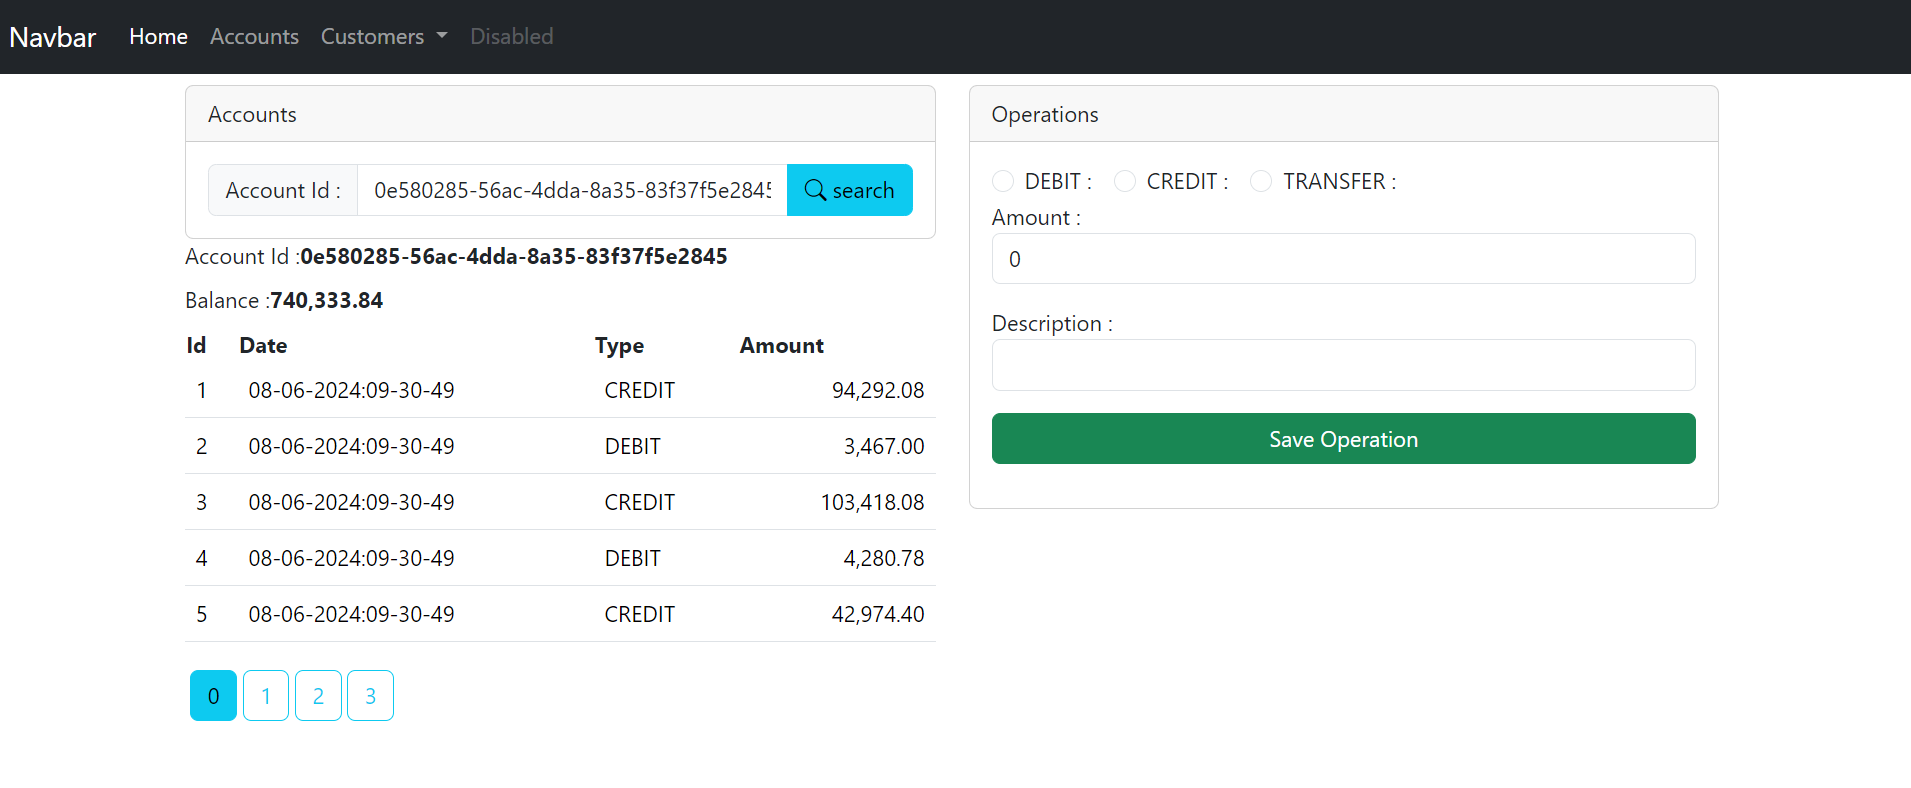 Navbar Home Accounts Customers Disabled
Accounts
Account Id : 0e580285-56ac-4dda-8a35-83f37f5e2845 search
Account Id :0e580285-56ac-4dda-8a35-83f37f5e2845
Balance :740,333.84
Id Date Type Amount
1 08-06-2024:09-30-49 CREDIT 94,292.08
2 08-06-2024:09-30-49 DEBIT 3,467.00
3 08-06-2024:09-30-49 CREDIT 103,418.08
4 08-06-2024:09-30-49 DEBIT 4,280.78
5 08-06-2024:09-30-49 CREDIT 42,974.40
0 1 2 3
Operations
DEBIT : CREDIT : TRANSFER :
Amount :
0
Description :
Save Operation